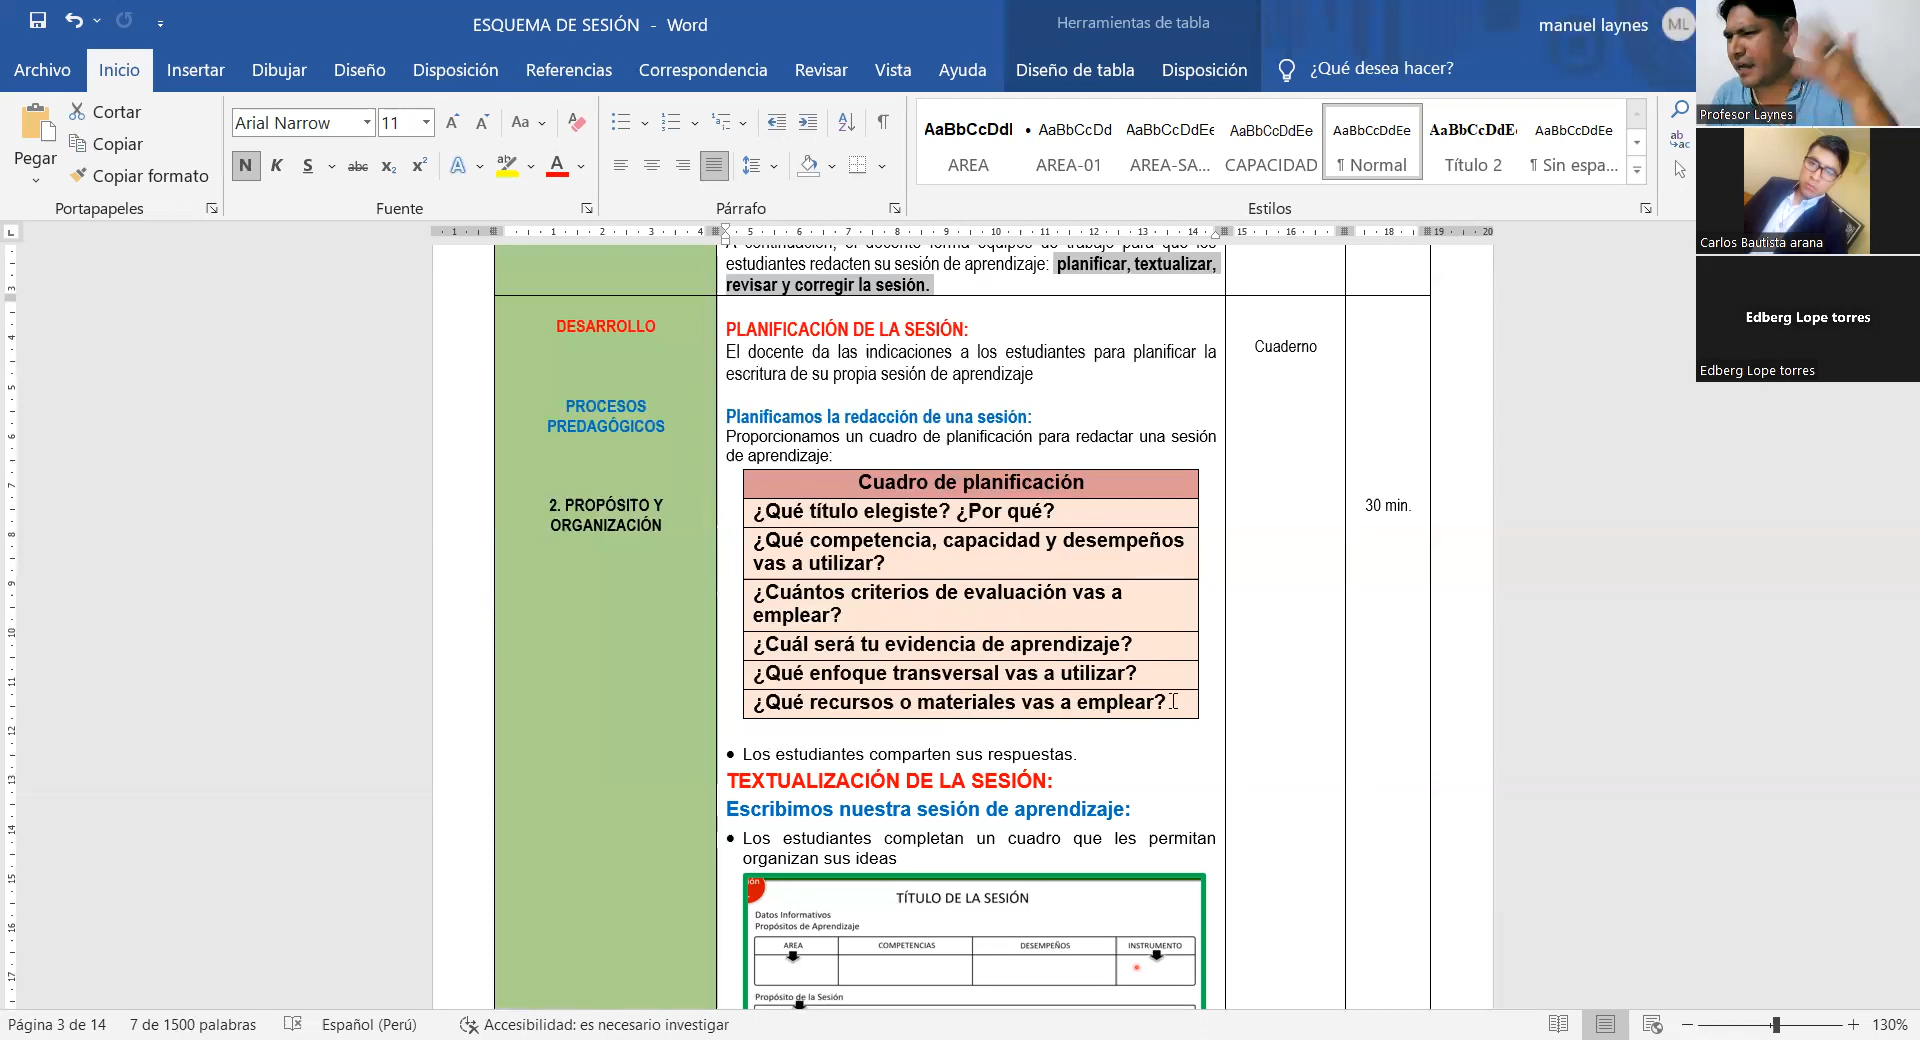 ESQUEMA DE SESIÓN - Word
Herramientas de tabla
manuel laynes
ML
Archivo
Inicio
Insertar
Dibujar
Diseño
Disposición
Referencias
Correspondencia
Revisar
Vista
Ayuda
Diseño de tabla
Disposición
¿Qué desea hacer?
Pegar
Cortar
Copiar
Copiar formato
Portapapeles
Arial Narrow
11
Fuente
Párrafo
AaBbCcDdI
AREA
• AaBbCcDd
AREA-01
AaBbCcDdEe
AREA-SA...
AaBbCcDdEe
CAPACIDAD
AaBbCcDdEe
¶ Normal
AaBbCcDdE
Título 2
AaBbCcDdEe
¶ Sin espa...
Estilos
Profesor Laynes
Carlos Bautista arana
Edberg Lope torres
Edberg Lope torres
A continuación, el docente forma equipos de trabajo para que los
estudiantes redacten su sesión de aprendizaje: planificar, textualizar,
revisar y corregir la sesión.
DESARROLLO
PROCESOS
PREDAGÓGICOS
2. PROPÓSITO Y
ORGANIZACIÓN
PLANIFICACIÓN DE LA SESIÓN:
El docente da las indicaciones a los estudiantes para planificar la
escritura de su propia sesión de aprendizaje
Planificamos la redacción de una sesión:
Proporcionamos un cuadro de planificación para redactar una sesión
de aprendizaje:
Cuadro de planificación
¿Qué título elegiste? ¿Por qué?
¿Qué competencia, capacidad y desempeños
vas a utilizar?
¿Cuántos criterios de evaluación vas a
emplear?
¿Cuál será tu evidencia de aprendizaje?
¿Qué enfoque transversal vas a utilizar?
¿Qué recursos o materiales vas a emplear?
• Los estudiantes comparten sus respuestas.
TEXTUALIZACIÓN DE LA SESIÓN:
Escribimos nuestra sesión de aprendizaje:
• Los estudiantes completan un cuadro que les permitan
organizan sus ideas
TÍTULO DE LA SESIÓN
Datos Informativos
Propósitos de Aprendizaje
AREA
COMPETENCIAS
DESEMPEÑOS
INSTRUMENTO
Propósito de la Sesión
Cuaderno
30 min.
Página 3 de 14
7 de 1500 palabras
Español (Perú)
Accesibilidad: es necesario investigar
130%